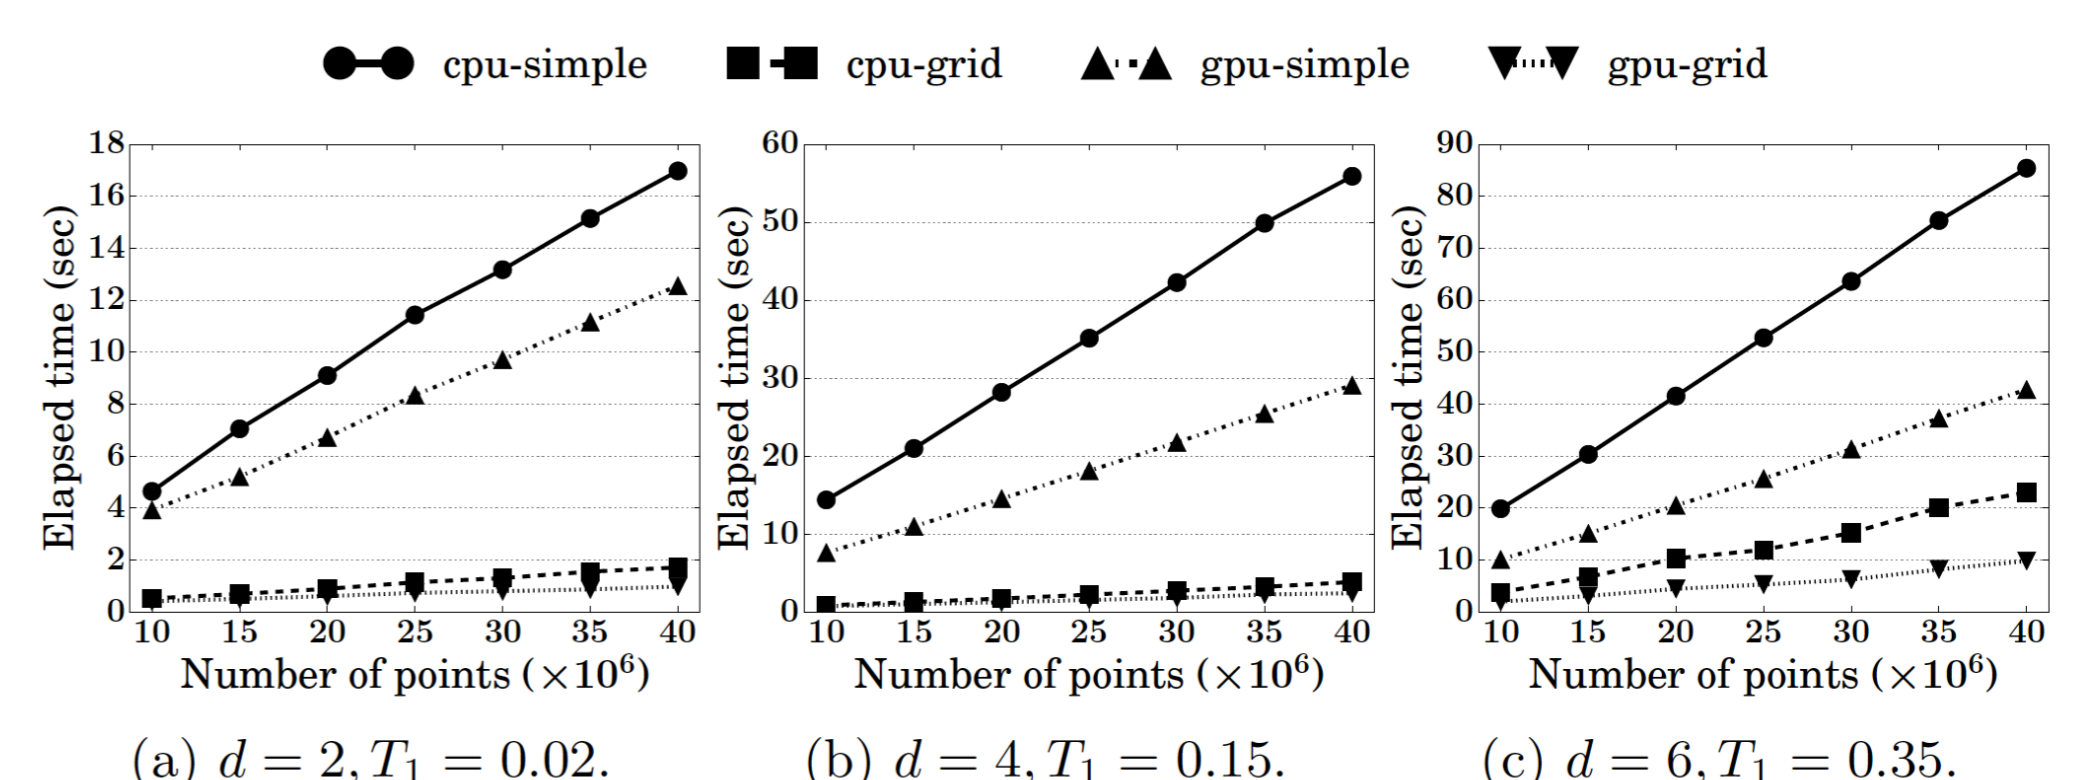 cpu-simple cpu-grid gpu-simple gpu-grid
18
16
14
12
10
8
6
4
2
0
Elapsed time (sec)
10 15 20 25 30 35 40
Number of points (×10⁶)
(a) d = 2, T₁ = 0.02.
60
50
40
30
20
10
0
Elapsed time (sec)
10 15 20 25 30 35 40
Number of points (×10⁶)
(b) d = 4, T₁ = 0.15.
90
80
70
60
50
40
30
20
10
0
Elapsed time (sec)
10 15 20 25 30 35 40
Number of points (×10⁶)
(c) d = 6, T₁ = 0.35.